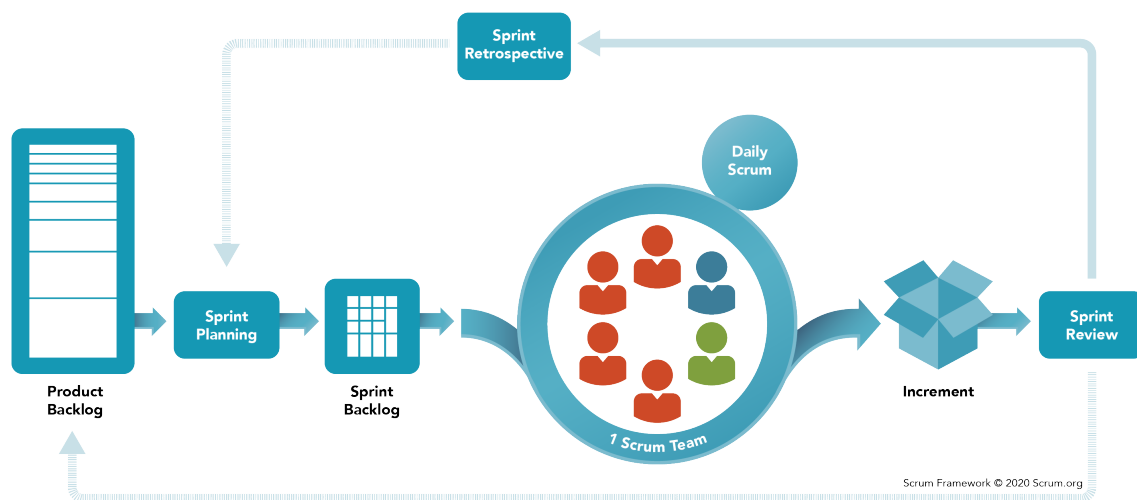 Sprint
Retrospective
Daily
Scrum
Sprint
Planning
Sprint
Review
Product
Backlog
Sprint
Backlog
1 Scrum Team
Increment
Scrum Framework © 2020 Scrum.org